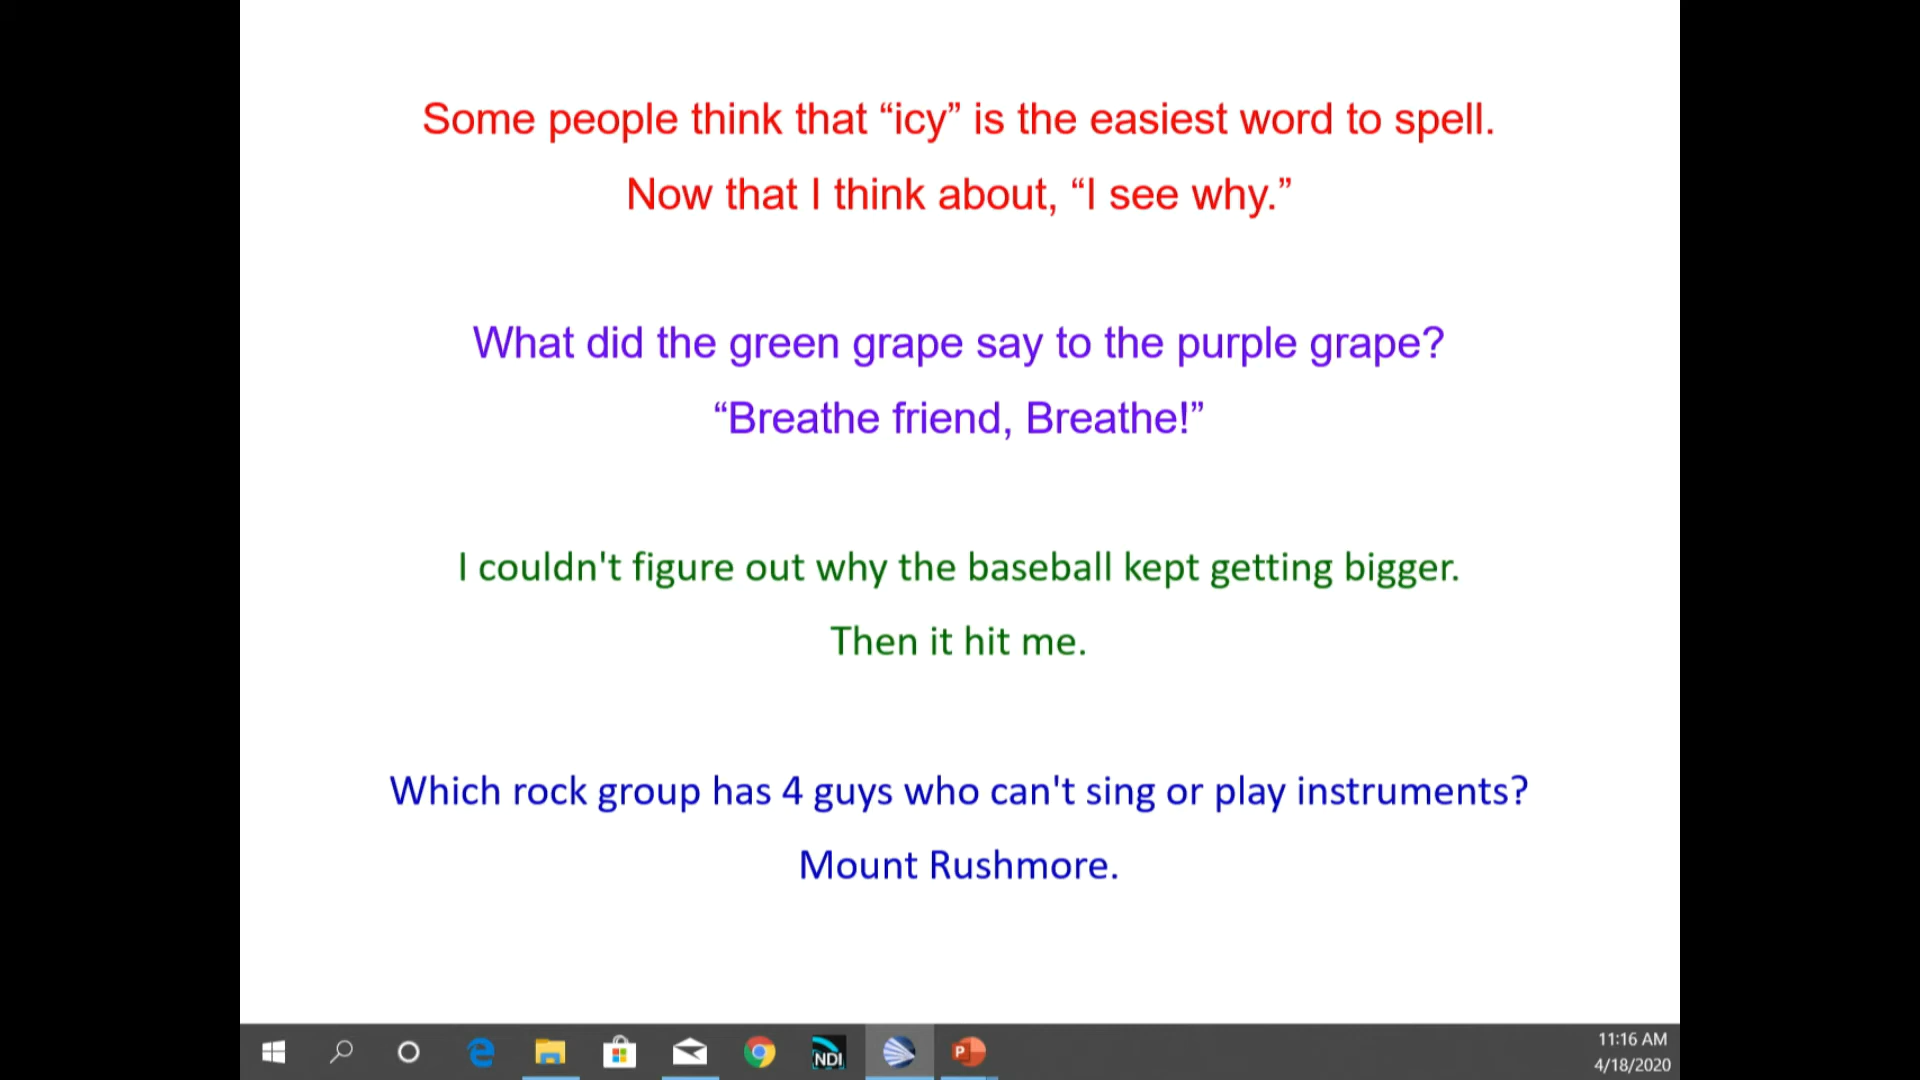 Some people think that “icy” is the easiest word to spell.
Now that I think about, “I see why.”
What did the green grape say to the purple grape?
“Breathe friend, Breathe!”
I couldn't figure out why the baseball kept getting bigger.
Then it hit me.
Which rock group has 4 guys who can't sing or play instruments?
Mount Rushmore.
NDI
P
11:16 AM
4/18/2020